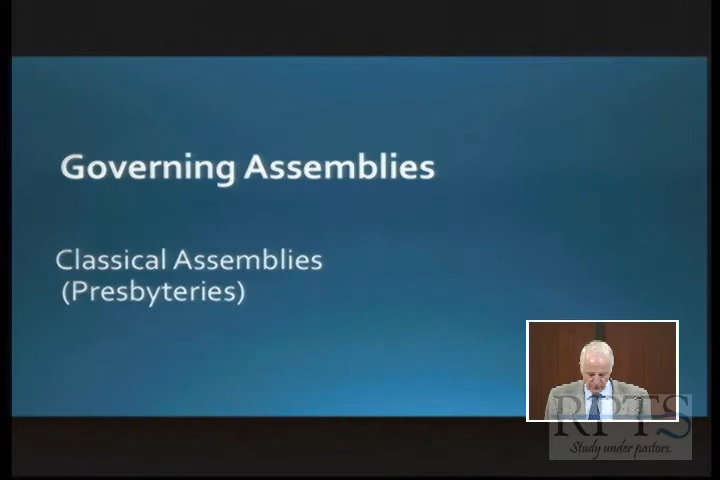 Governing Assemblies
Classical Assemblies
(Presbyteries)
RPTS
Study under pastors.